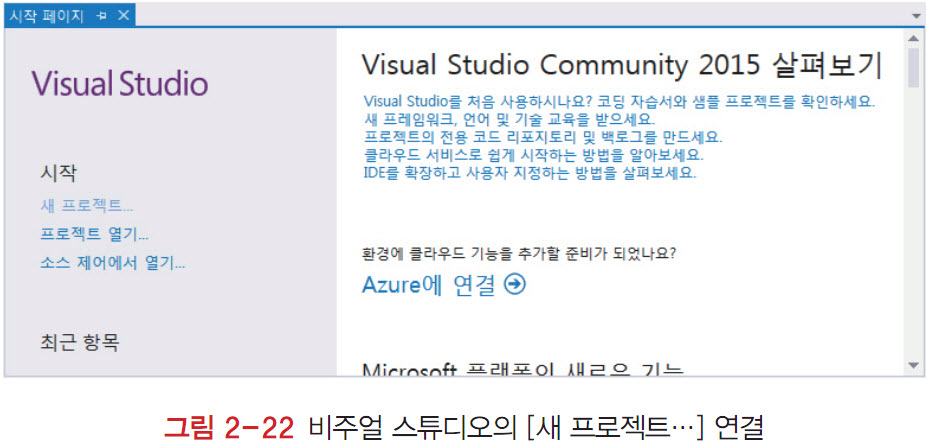 시작 페이지
Visual Studio
시작
새 프로젝트...
프로젝트 열기...
소스 제어에서 열기...
최근 항목
Visual Studio Community 2015 살펴보기
Visual Studio를 처음 사용하시나요? 코딩 자습서와 샘플 프로젝트를 확인하세요.
새 프레임워크, 언어 및 기술 교육을 받으세요.
프로젝트의 전용 코드 리포지토리 및 백로그를 만드세요.
클라우드 서비스로 쉽게 시작하는 방법을 알아보세요.
IDE를 확장하고 사용자 지정하는 방법을 살펴보세요.
환경에 클라우드 기능을 추가할 준비가 되었나요?
Azure에 연결
Microsoft 플랫폼의 새로운 기능
그림 2-22 비주얼 스튜디오의 [새 프로젝트…] 연결